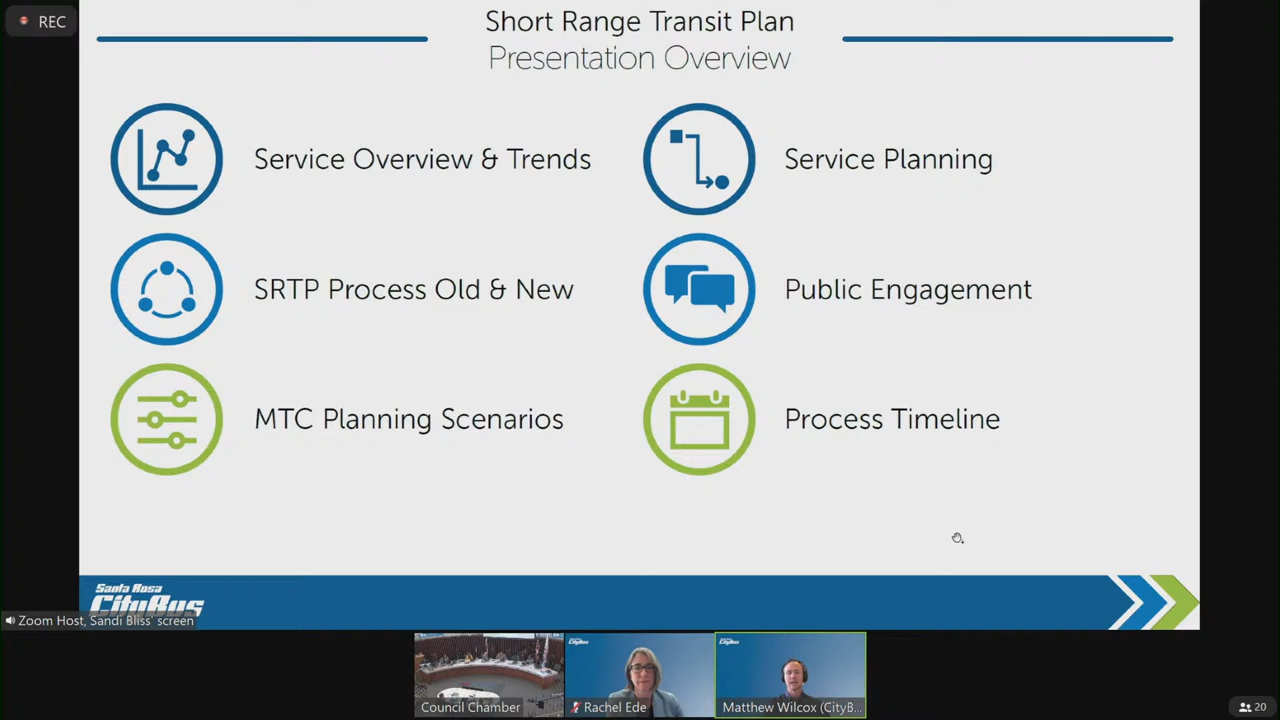 REC
Short Range Transit Plan
Presentation Overview
Service Overview & Trends
Service Planning
SRTP Process Old & New
Public Engagement
MTC Planning Scenarios
Process Timeline
Santa Rosa
CityBus
Zoom Host, Sandi Bliss' screen
CityBus
CityBus
Council Chamber
Rachel Ede
Matthew Wilcox (CityB...
20